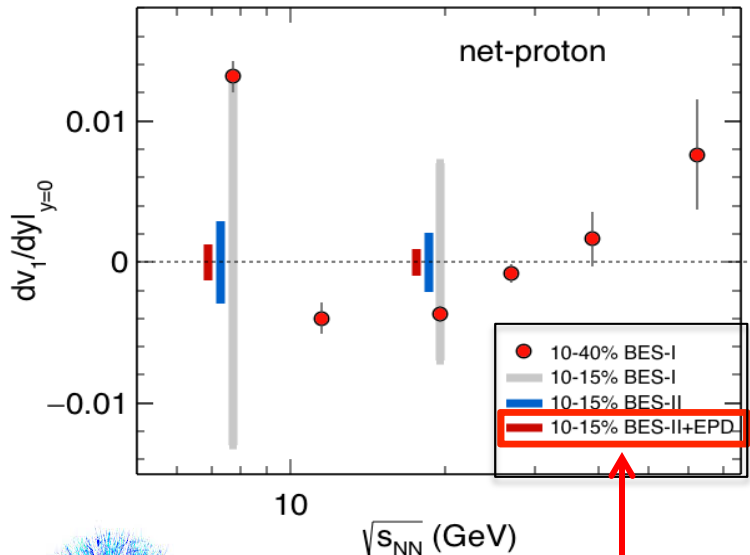 net-proton
0.01
0
−0.01
dv₁/dy|y=0
10-40% BES-I
10-15% BES-I
10-15% BES-II
10-15% BES-II+EPD
10
√sNN (GeV)